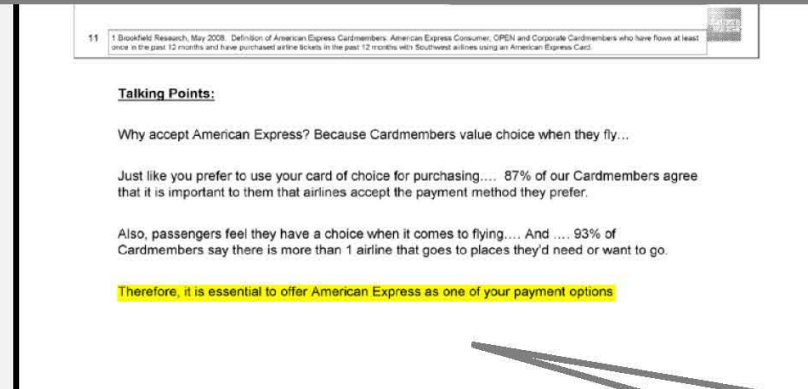 11 1 Brookfield Research, May 2008. Definition of American Express Cardmembers: American Express Consumer, OPEN and Corporate Cardmembers who have flown at least
once in the past 12 months and have purchased airline tickets in the past 12 months with Southwest airlines using an American Express Card.
Talking Points:
Why accept American Express? Because Cardmembers value choice when they fly…
Just like you prefer to use your card of choice for purchasing…. 87% of our Cardmembers agree
that it is important to them that airlines accept the payment method they prefer.
Also, passengers feel they have a choice when it comes to flying…. And …. 93% of
Cardmembers say there is more than 1 airline that goes to places they'd need or want to go.
Therefore, it is essential to offer American Express as one of your payment options